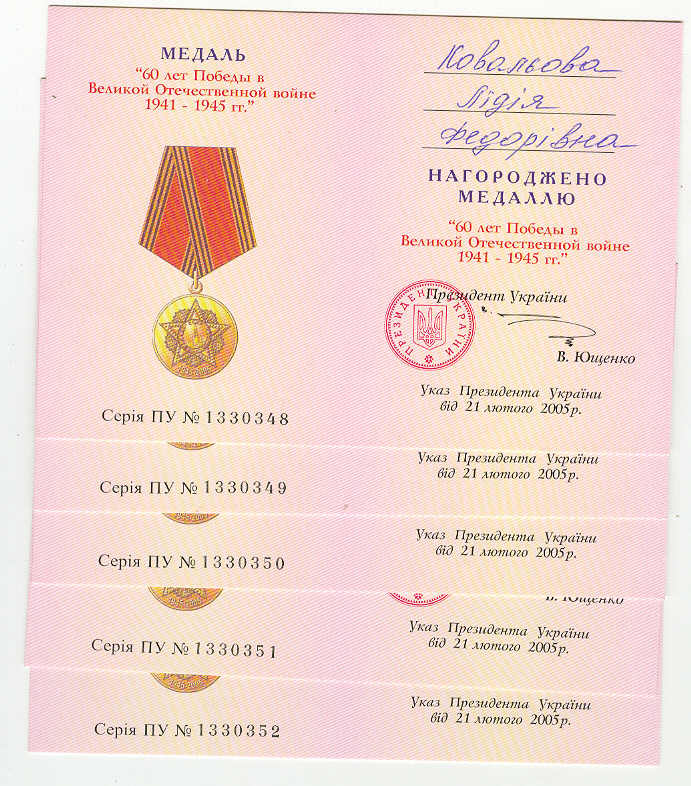 МЕДАЛЬ
“60 лет Победы в
Великой Отечественной войне
1941 - 1945 гг.”
Серія ПУ № 1330348
Ковальова
Лідія
Федорівна
НАГОРОДЖЕНО
МЕДАЛЛЮ
“60 лет Победы в
Великой Отечественной войне
1941 - 1945 гг.”
Президент України
ПРЕЗИДЕНТ УКРАЇНИ
В. Ющенко
Указ Президента України
від 21 лютого 2005р.
Серія ПУ № 1330349
Указ Президента України
від 21 лютого 2005р.
Серія ПУ № 1330350
Указ Президента України
від 21 лютого 2005р.
В. Ющенко
Серія ПУ № 1330351
Указ Президента України
від 21 лютого 2005р.
Серія ПУ № 1330352
Указ Президента України
від 21 лютого 2005р.